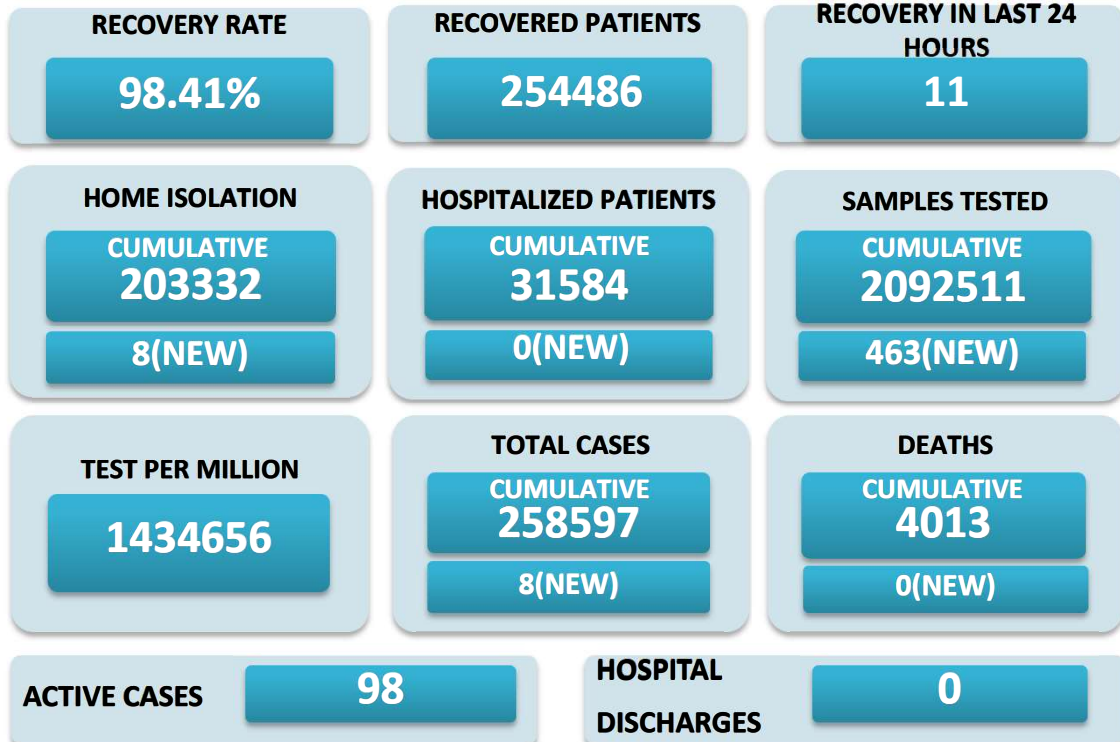 RECOVERY RATE
98.41%
RECOVERED PATIENTS
254486
RECOVERY IN LAST 24
HOURS
11
HOME ISOLATION
CUMULATIVE
203332
8(NEW)
HOSPITALIZED PATIENTS
CUMULATIVE
31584
0(NEW)
SAMPLES TESTED
CUMULATIVE
2092511
463(NEW)
TEST PER MILLION
1434656
TOTAL CASES
CUMULATIVE
258597
8(NEW)
DEATHS
CUMULATIVE
4013
0(NEW)
ACTIVE CASES
98
HOSPITAL
DISCHARGES
0